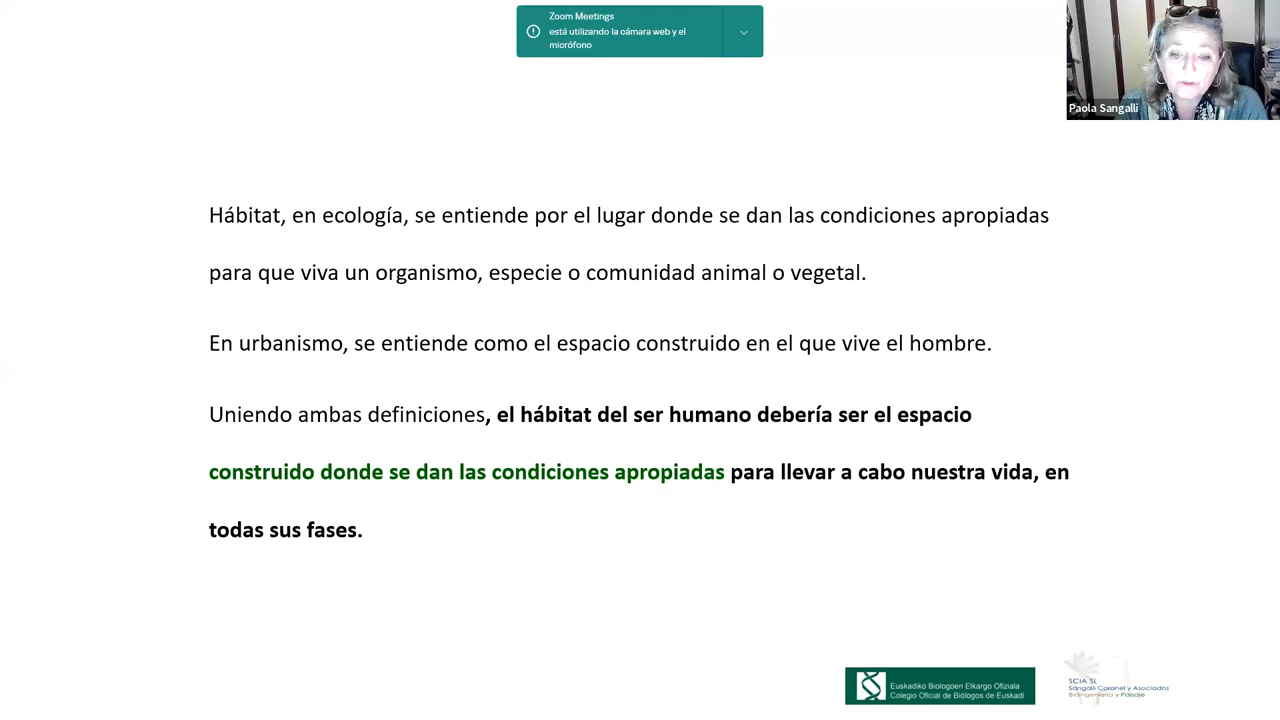 Zoom Meetings
está utilizando la cámara web y el
micrófono
Paola Sangalli
Hábitat, en ecología, se entiende por el lugar donde se dan las condiciones apropiadas
para que viva un organismo, especie o comunidad animal o vegetal.
En urbanismo, se entiende como el espacio construido en el que vive el hombre.
Uniendo ambas definiciones, el hábitat del ser humano debería ser el espacio
construido donde se dan las condiciones apropiadas para llevar a cabo nuestra vida, en
todas sus fases.
Euskadiko Biologoen Elkargo Ofiziala
Colegio Oficial de Biólogos de Euskadi
SCIA SL
Sangalli Coronel y Asociados
Bioingeniería y Paisaje